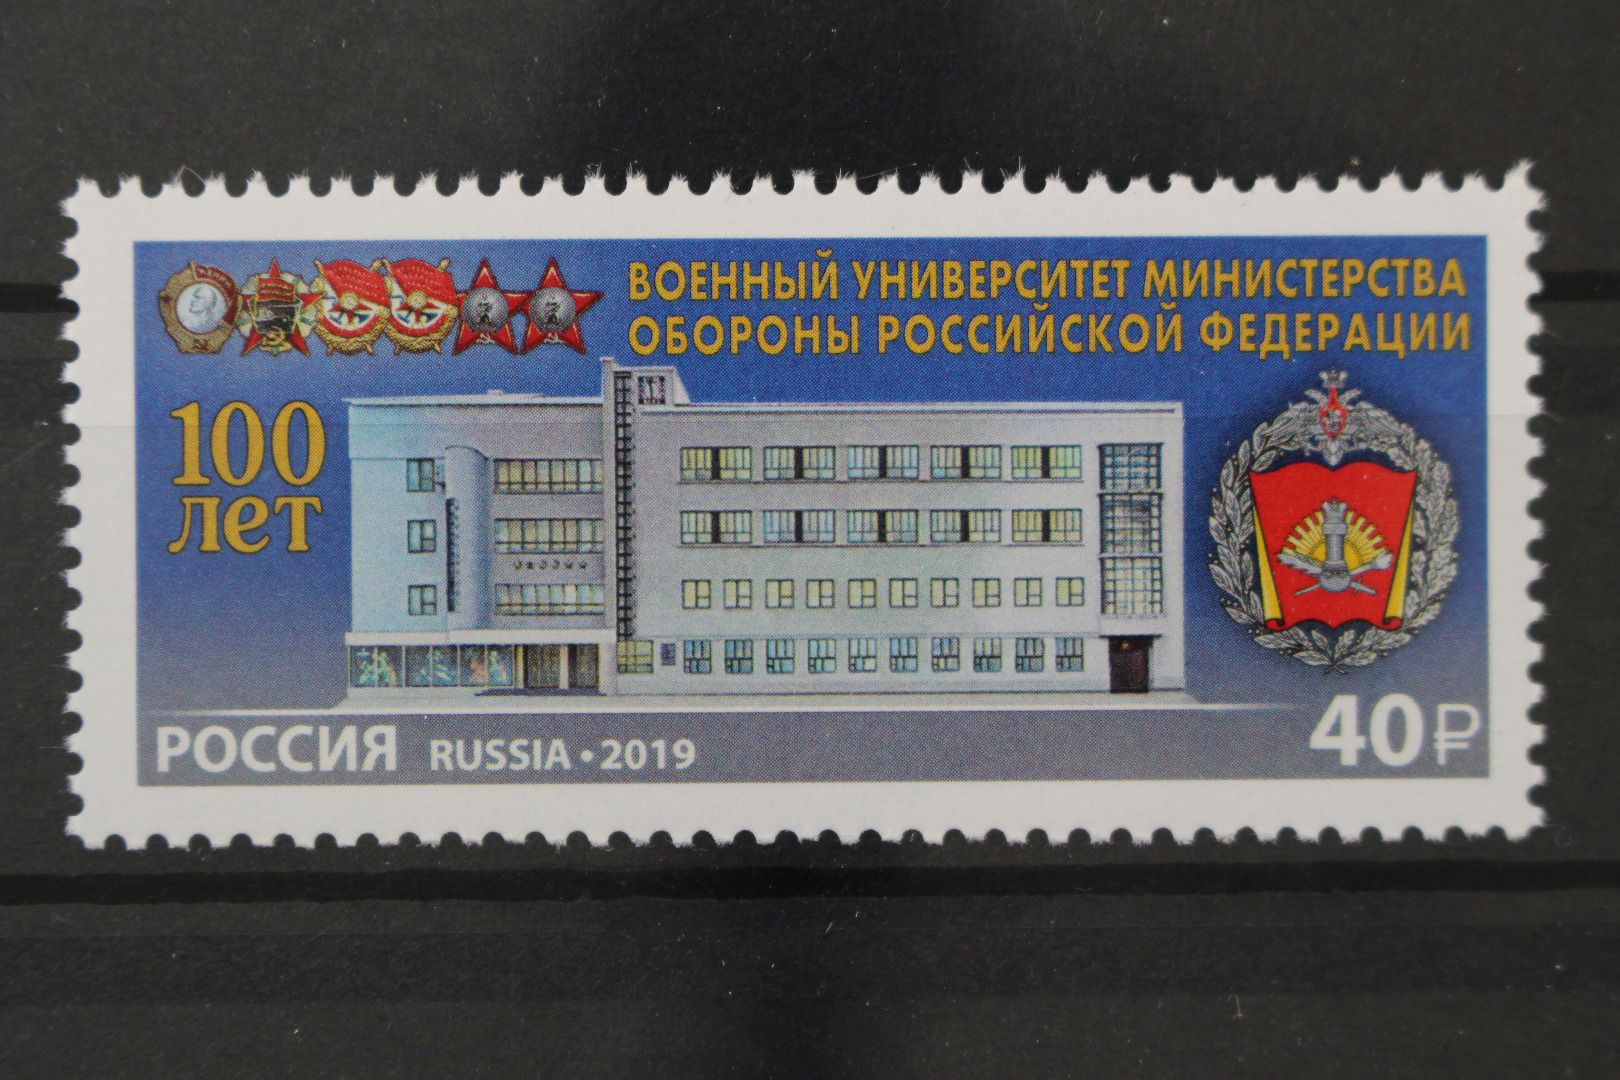 ВОЕННЫЙ УНИВЕРСИТЕТ МИНИСТЕРСТВА
ОБОРОНЫ РОССИЙСКОЙ ФЕДЕРАЦИИ
100
лет
РОССИЯ RUSSIA • 2019
40 ₽